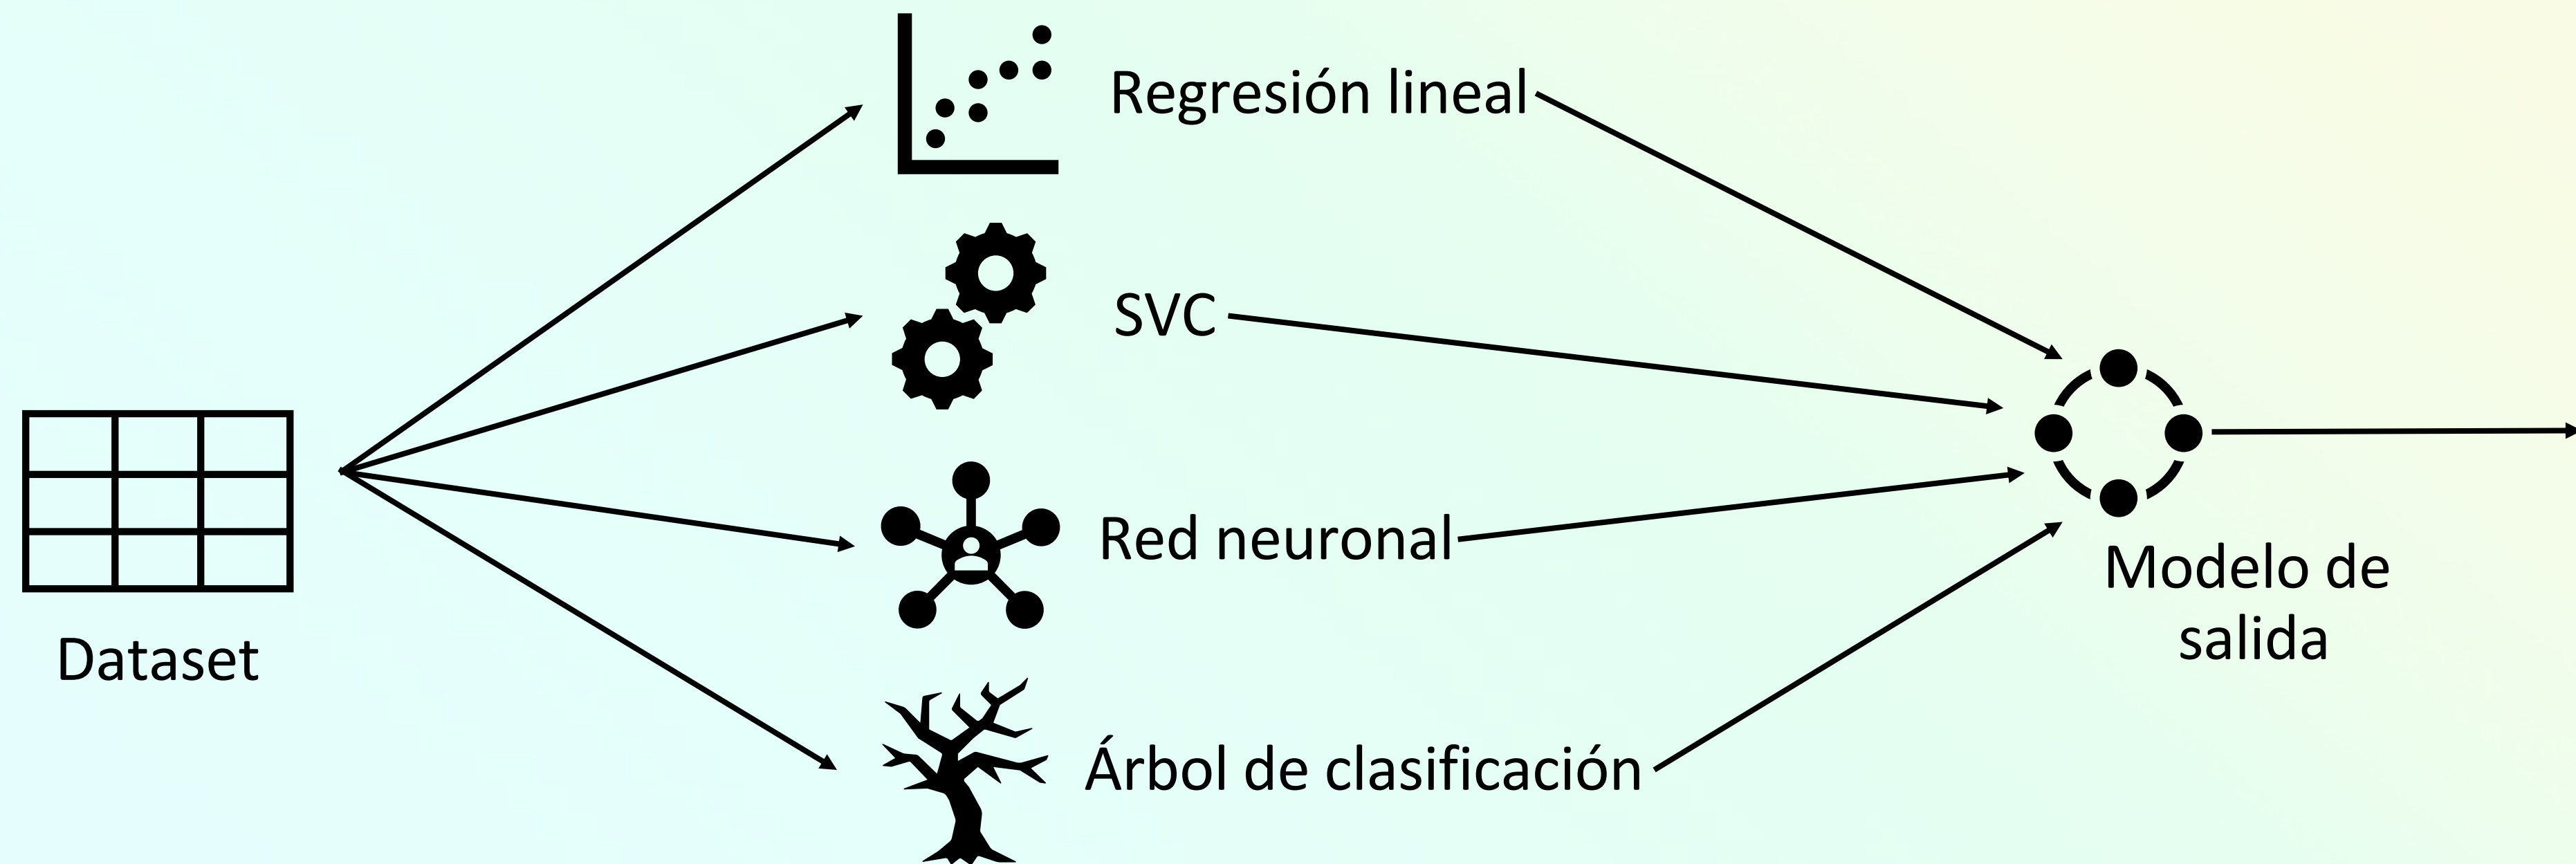 Regresión lineal
SVC
Red neuronal
Árbol de clasificación
Dataset
Modelo de
salida